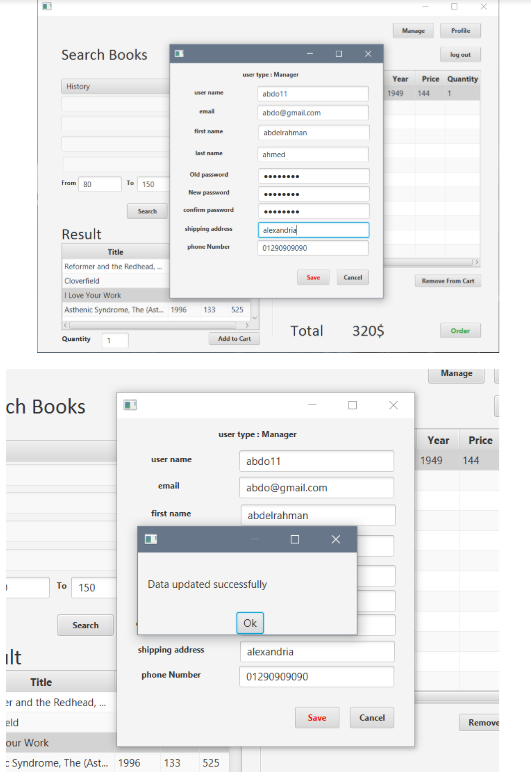 Manage Profile
Search Books
log out
user type : Manager
Year Price Quantity
History
user name abdo11
1949 144 1
email abdo@gmail.com
first name abdelrahman
last name ahmed
Old password ●●●●●●●●
From 80 To 150
New password ●●●●●●●●
Search
confirm password ●●●●●●●●
shipping address alexandria
Result
phone Number 01290909090
Title
Reformer and the Redhead, ...
Cloverfield
Save Cancel
Remove From Cart
I Love Your Work
Asthenic Syndrome, The (Ast... 1996 133 525
Total 320$
Order
Quantity 1 Add to Cart
Manage
ch Books
user type : Manager
Year Price
user name abdo11
1949 144
email abdo@gmail.com
first name abdelrahman
Data updated successfully
To 150
Ok
Search
shipping address alexandria
lt
phone Number 01290909090
Title
er and the Redhead, ...
eld
Save Cancel
Remove
our Work
c Syndrome, The (Ast... 1996 133 525